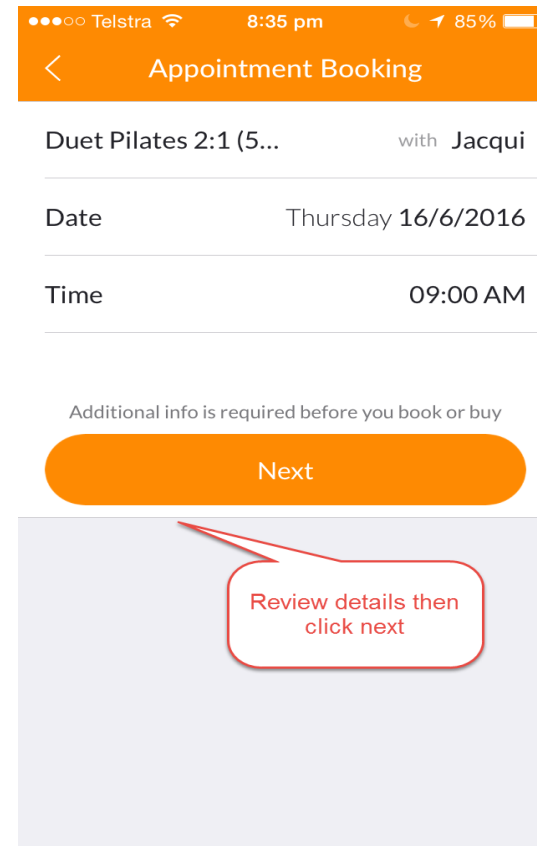 Telstra 8:35 pm 85%
Appointment Booking
Duet Pilates 2:1 (5... with Jacqui
Date Thursday 16/6/2016
Time 09:00 AM
Additional info is required before you book or buy
Next
Review details then
click next